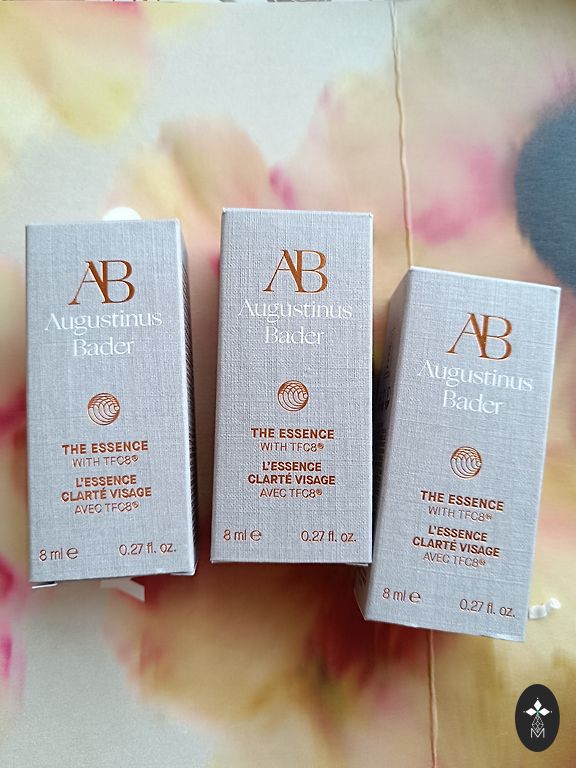 AB
Augustinus
Bader
THE ESSENCE
WITH TFC8®
L'ESSENCE
CLARTÉ VISAGE
AVEC TFC8®
8 ml e 0.27 fl. oz.
AB
Augustinus
Bader
THE ESSENCE
WITH TFC8®
L'ESSENCE
CLARTÉ VISAGE
AVEC TFC8®
8 ml e 0.27 fl. oz.
AB
Augustinus
Bader
THE ESSENCE
WITH TFC8®
L'ESSENCE
CLARTÉ VISAGE
AVEC TFC8®
8 ml e 0.27 fl. oz.
M